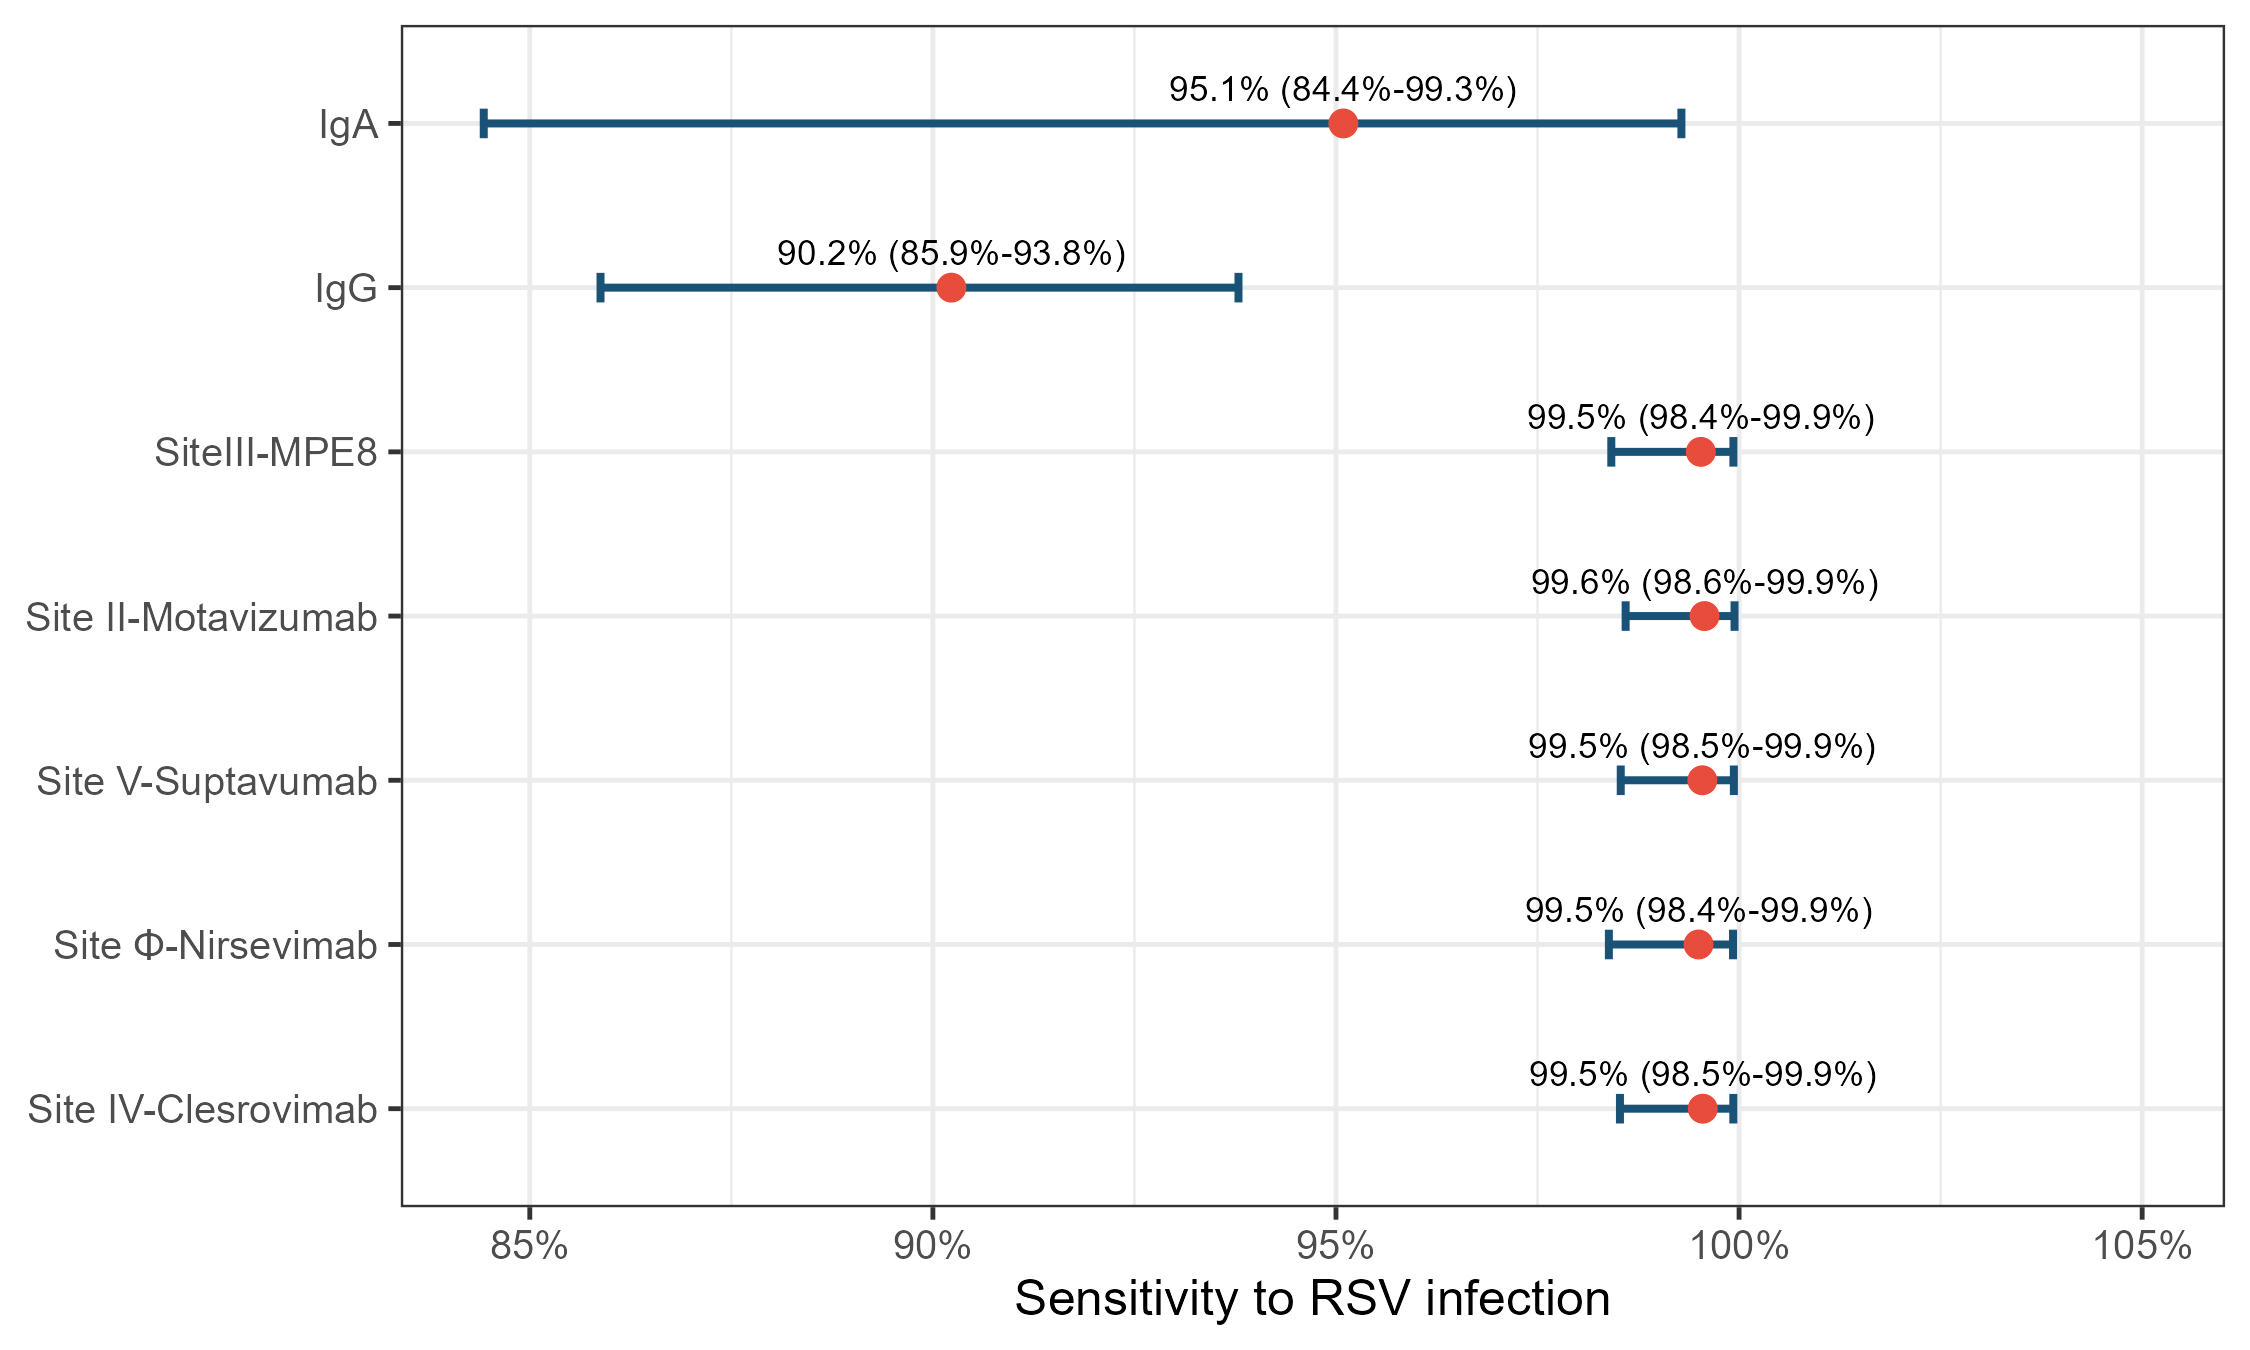 95.1% (84.4%-99.3%)
IgA
90.2% (85.9%-93.8%)
IgG
99.5% (98.4%-99.9%)
SiteIII-MPE8
99.6% (98.6%-99.9%)
Site II-Motavizumab
99.5% (98.5%-99.9%)
Site V-Suptavumab
99.5% (98.4%-99.9%)
Site Φ-Nirsevimab
99.5% (98.5%-99.9%)
Site IV-Clesrovimab
85% 90% 95% 100% 105%
Sensitivity to RSV infection